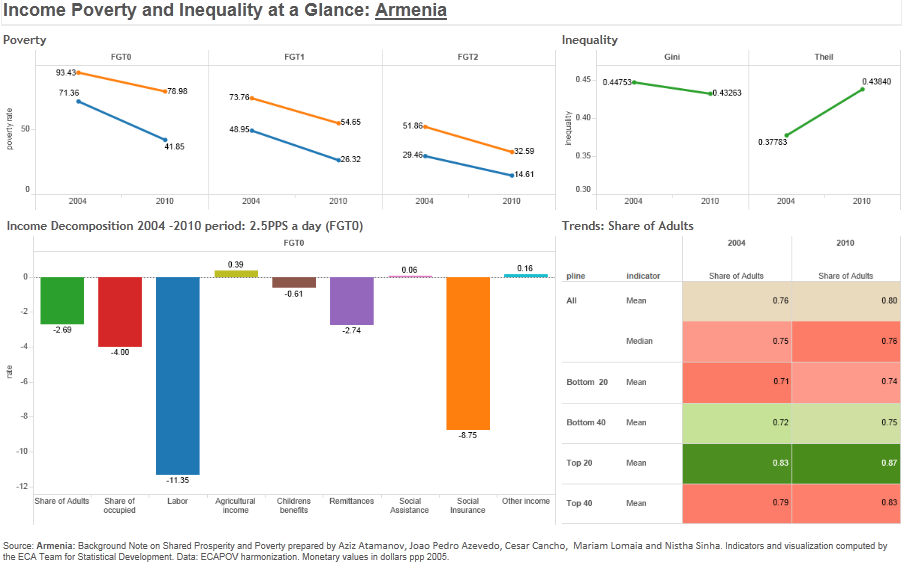 Income Poverty and Inequality at a Glance: Armenia
Poverty
FGT0 FGT1 FGT2
poverty rate
50
0
93.43
78.98
71.36
41.85
73.76
54.65
48.95
26.32
51.86
32.59
29.46
14.61
2004 2010 2004 2010 2004 2010
Inequality
Gini Theil
inequality
0.45
0.40
0.35
0.30
0.44753
0.43263
0.43840
0.37783
2004 2010 2004 2010
Income Decomposition 2004 -2010 period: 2.5PPS a day (FGT0)
FGT0
rate
0
-2
-4
-6
-8
-10
-12
-2.69
-4.00
-11.35
0.39
-0.61
-2.74
0.06
-8.75
0.16
Share of Adults
Share of
occupied
Labor
Agricultural
income
Childrens
benefits
Remittances
Social
Assistance
Social
Insurance
Other income
Trends: Share of Adults
2004 2010
pline indicator Share of Adults Share of Adults
All Mean 0.76 0.80
Median 0.75 0.76
Bottom 20 Mean 0.71 0.74
Bottom 40 Mean 0.72 0.75
Top 20 Mean 0.83 0.87
Top 40 Mean 0.79 0.83
Source: Armenia: Background Note on Shared Prosperity and Poverty prepared by Aziz Atamanov, Joao Pedro Azevedo, Cesar Cancho, Mariam Lomaia and Nistha Sinha. Indicators and visualization computed by
the ECA Team for Statistical Development. Data: ECAPOV harmonization. Monetary values in dollars ppp 2005.